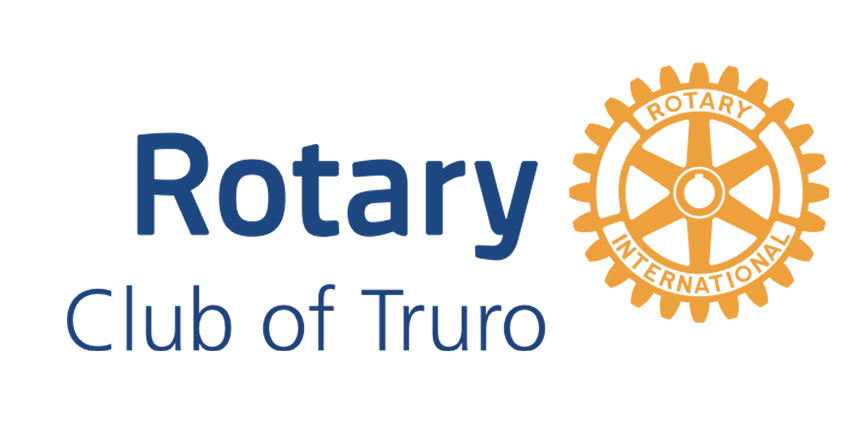 Rotary
Club of Truro
ROTARY
INTERNATIONAL